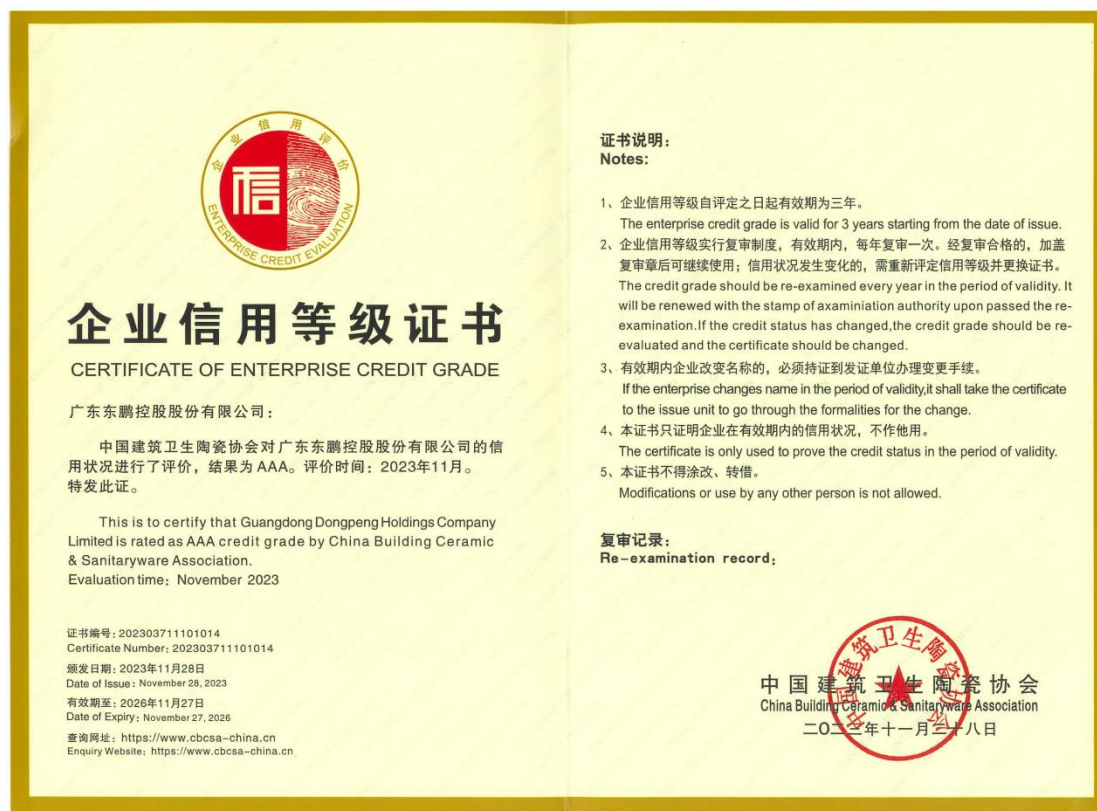 企业信用评价
信
ENTERPRISE CREDIT EVALUATION
企业信用等级证书
CERTIFICATE OF ENTERPRISE CREDIT GRADE
广东东鹏控股股份有限公司：
中国建筑卫生陶瓷协会对广东东鹏控股股份有限公司的信
用状况进行了评价，结果为 AAA。评价时间：2023年11月。
特发此证。
This is to certify that Guangdong Dongpeng Holdings Company
Limited is rated as AAA credit grade by China Building Ceramic
& Sanitaryware Association.
Evaluation time: November 2023
证书编号：202303711101014
Certificate Number: 202303711101014
颁发日期：2023年11月28日
Date of Issue: November 28, 2023
有效期至：2026年11月27日
Date of Expiry: November 27, 2026
查询网址：https://www.cbcsa-china.cn
Enquiry Website: https://www.cbcsa-china.cn
证书说明：
Notes:
1、企业信用等级自评定之日起有效期为三年。
The enterprise credit grade is valid for 3 years starting from the date of issue.
2、企业信用等级实行复审制度，有效期内，每年复审一次。经复审合格的，加盖
复审章后可继续使用；信用状况发生变化的，需重新评定信用等级并更换证书。
The credit grade should be re-examined every year in the period of validity. It
will be renewed with the stamp of axaminiation authority upon passed the re-
examination.If the credit status has changed,the credit grade should be re-
evaluated and the certificate should be changed.
3、有效期内企业改变名称的，必须持证到发证单位办理变更手续。
If the enterprise changes name in the period of validity,it shall take the certificate
to the issue unit to go through the formalities for the change.
4、本证书只证明企业在有效期内的信用状况，不作他用。
The certificate is only used to prove the credit status in the period of validity.
5、本证书不得涂改、转借。
Modifications or use by any other person is not allowed.
复审记录：
Re-examination record:
中国建筑卫生陶瓷协会
中国建筑卫生陶瓷协会
China Building Ceramic & Sanitaryware Association
二〇二三年十一月二十八日